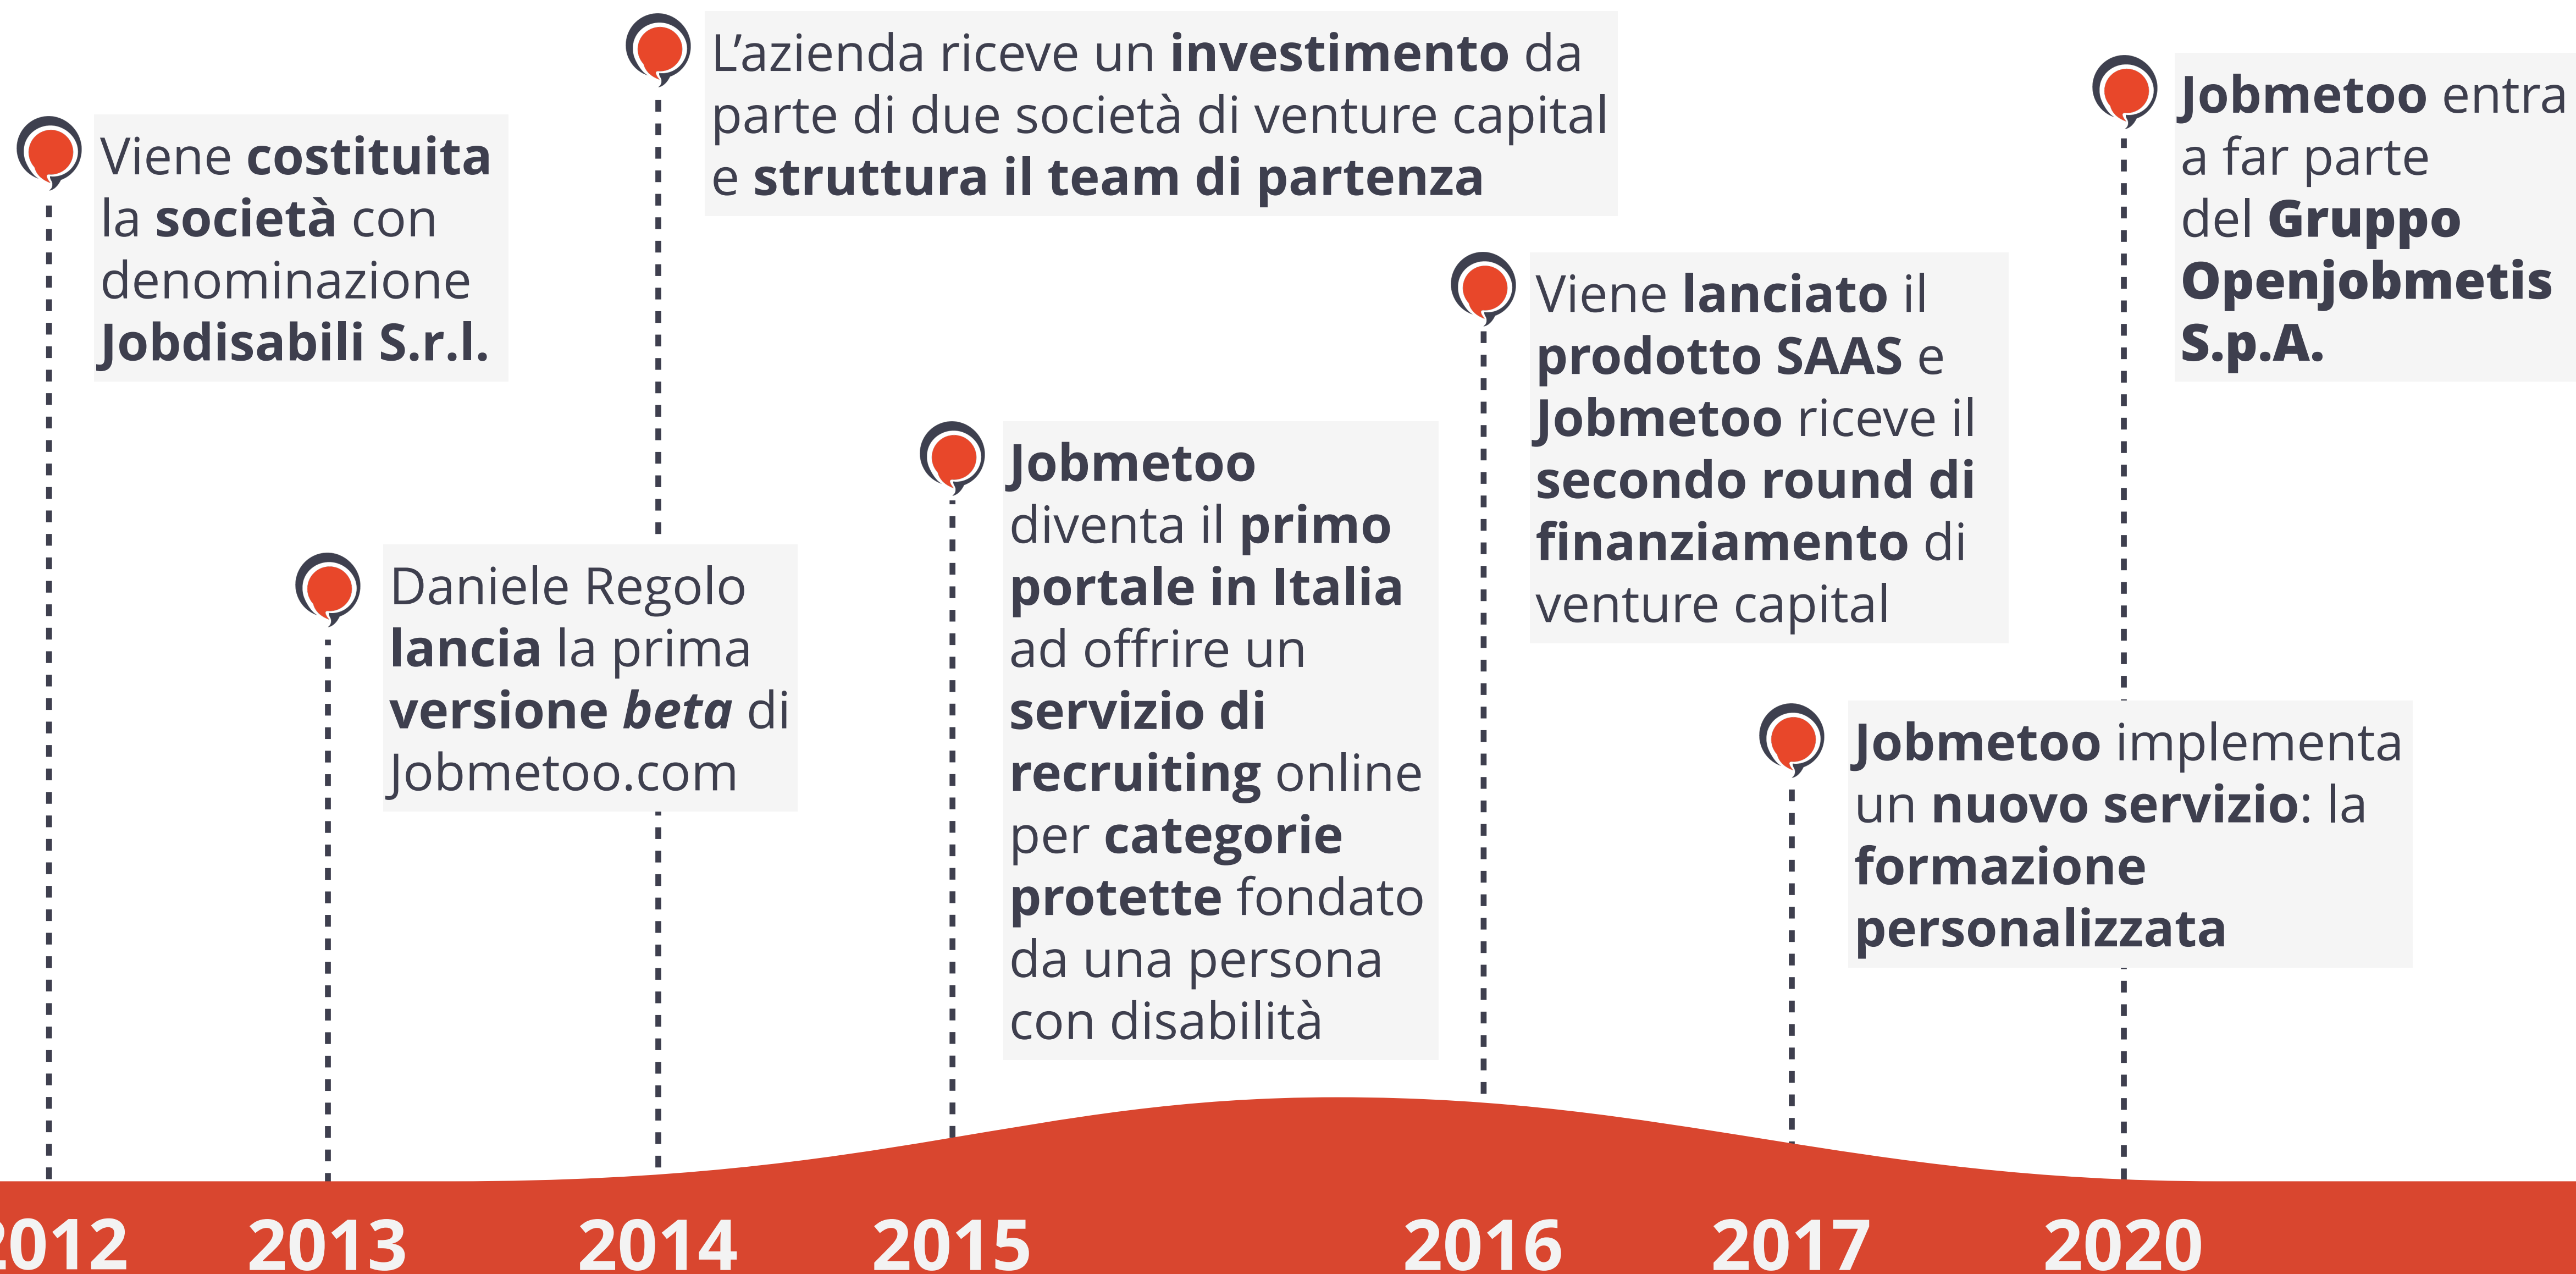 Viene costituita
la società con
denominazione
Jobdisabili S.r.l.
Daniele Regolo
lancia la prima
versione beta di
Jobmetoo.com
L’azienda riceve un investimento da
parte di due società di venture capital
e struttura il team di partenza
Jobmetoo
diventa il primo
portale in Italia
ad offrire un
servizio di
recruiting online
per categorie
protette fondato
da una persona
con disabilità
Viene lanciato il
prodotto SAAS e
Jobmetoo riceve il
secondo round di
finanziamento di
venture capital
Jobmetoo implementa
un nuovo servizio: la
formazione
personalizzata
Jobmetoo entra
a far parte
del Gruppo
Openjobmetis
S.p.A.
2012 2013 2014 2015 2016 2017 2020